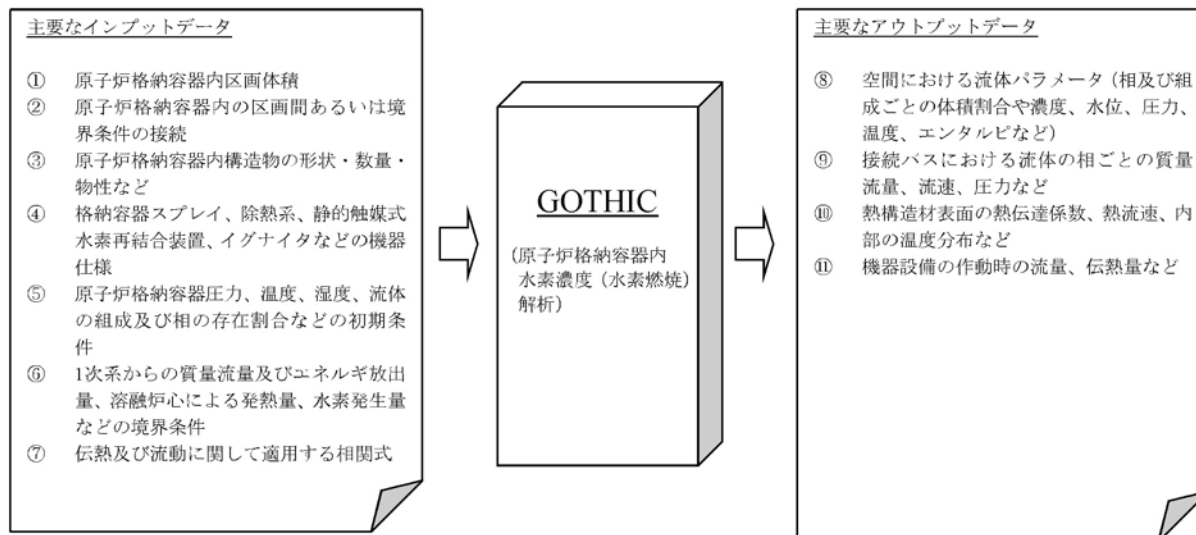 主要なインプットデータ
① 原子炉格納容器内区画体積
② 原子炉格納容器内の区画間あるいは境
界条件の接続
③ 原子炉格納容器内構造物の形状・数量・
物性など
④ 格納容器スプレイ、除熱系、静的触媒式
水素再結合装置、イグナイタなどの機器
仕様
⑤ 原子炉格納容器圧力、温度、湿度、流体
の組成及び相の存在割合などの初期条
件
⑥ 1次系からの質量流量及びエネルギ放出
量、溶融炉心による発熱量、水素発生量
などの境界条件
⑦ 伝熱及び流動に関して適用する相関式
GOTHIC
(原子炉格納容器内
水素濃度（水素燃焼）
解析）
主要なアウトプットデータ
⑧ 空間における流体パラメータ（相及び組
成ごとの体積割合や濃度、水位、圧力、
温度、エンタルピなど）
⑨ 接続パスにおける流体の相ごとの質量
流量、流速、圧力など
⑩ 熱構造材表面の熱伝達係数、熱流速、内
部の温度分布など
⑪ 機器設備の作動時の流量、伝熱量など